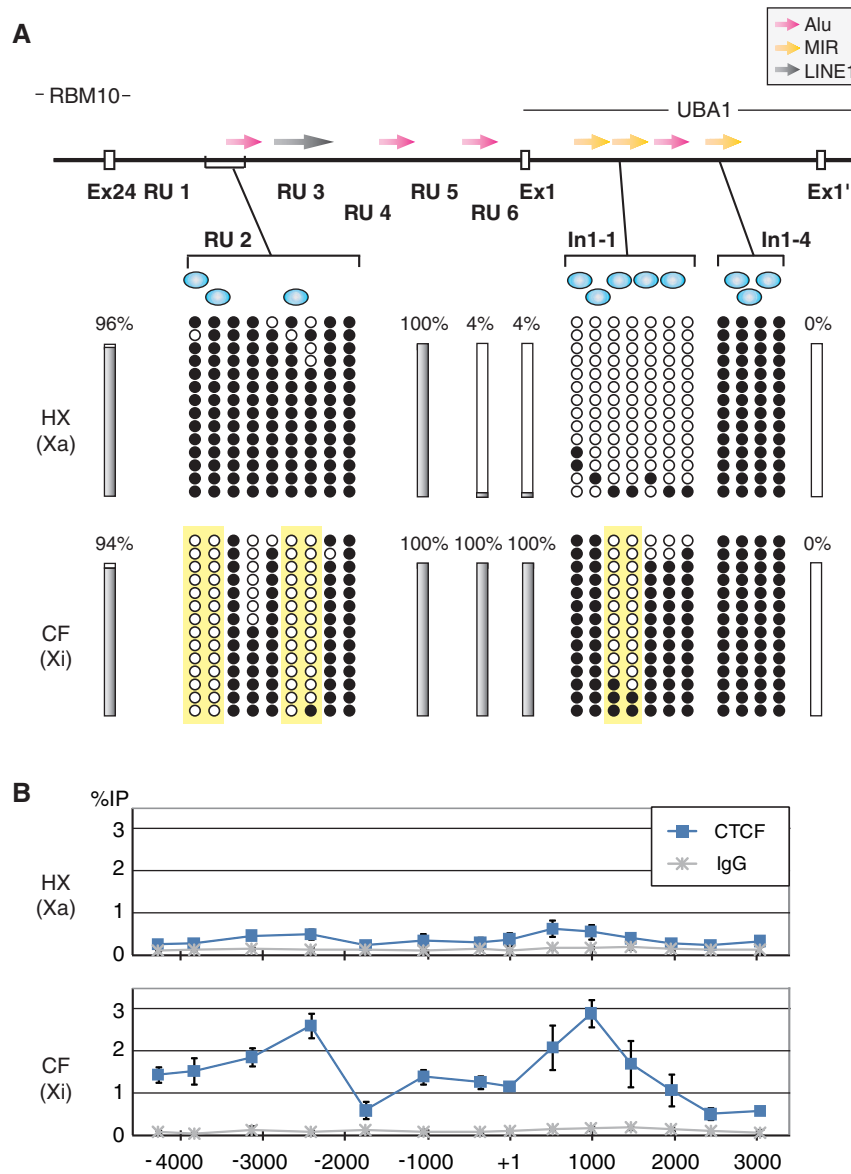 A
Alu
MIR
LINE1
RBM10
UBA1
Ex24 RU 1 RU 3 RU 5 Ex1 Ex1'
RU 4 RU 6
RU 2 In1-1 In1-4
96% 100% 4% 4% 0%
HX
(Xa)
94% 100% 100% 100% 0%
CF
(Xi)
B
%IP
3
2
1
0
HX
(Xa)
CTCF
IgG
3
2
1
0
CF
(Xi)
-4000 -3000 -2000 -1000 +1 1000 2000 3000